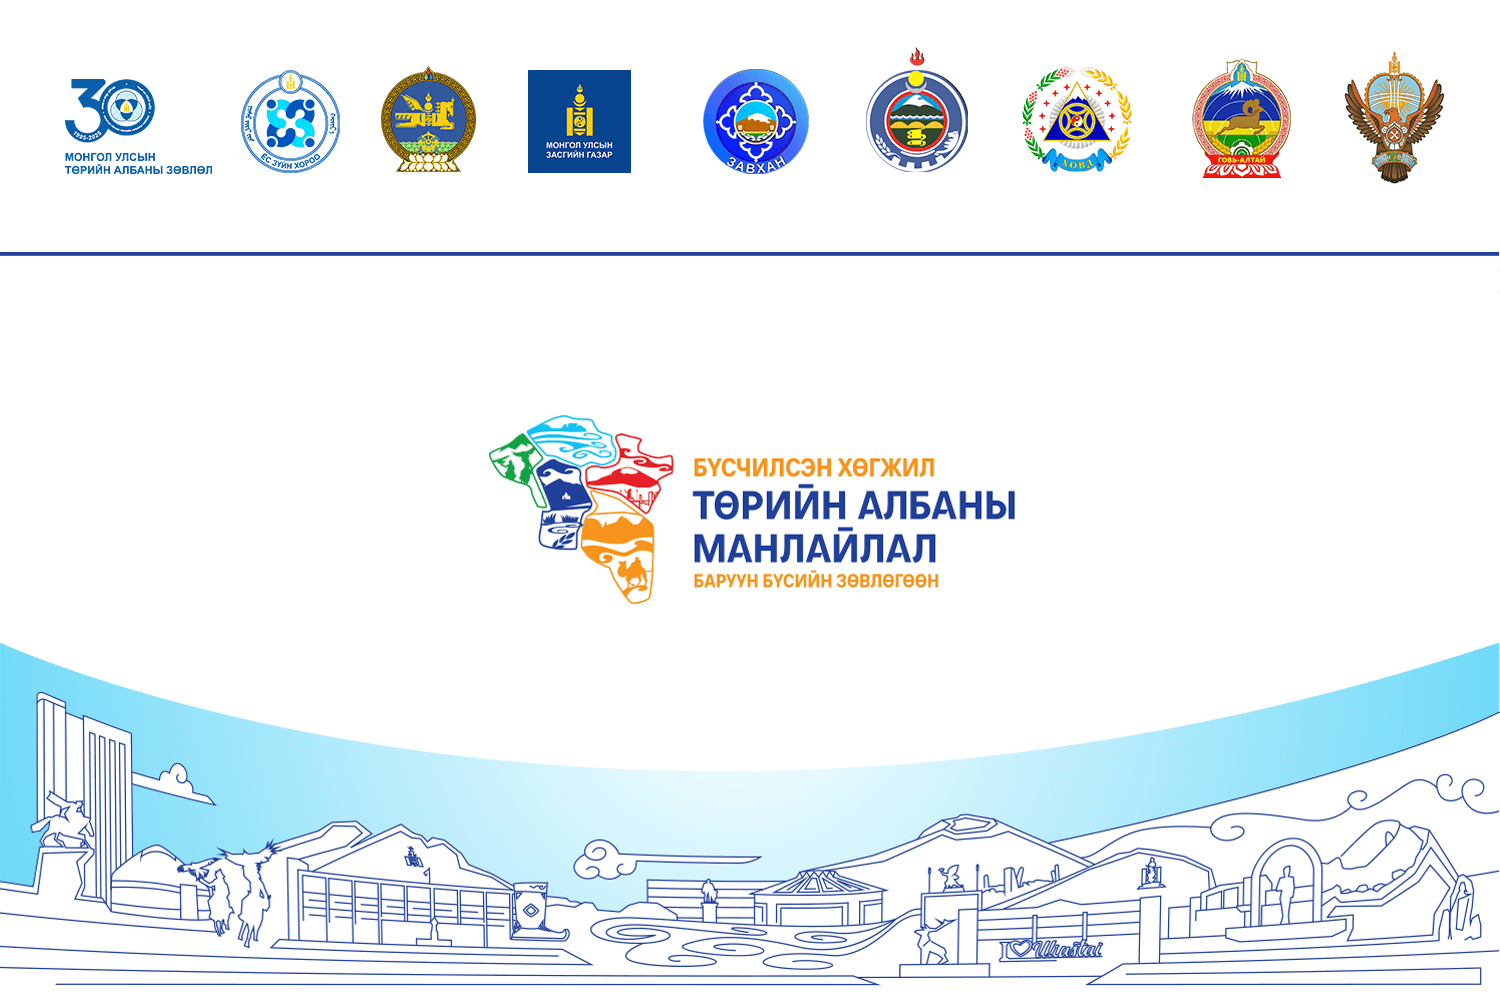 30
1995-2025
МОНГОЛ УЛСЫН
ТӨРИЙН АЛБАНЫ ЗӨВЛӨЛ
ЁС ЗҮЙН ХОРОО
МОНГОЛ УЛСЫН
ЗАСГИЙН ГАЗАР
ЗАВХАН
ХОВД
ГОВЬ-АЛТАЙ
БҮСЧИЛСЭН ХӨГЖИЛ
ТӨРИЙН АЛБАНЫ
МАНЛАЙЛАЛ
БАРУУН БҮСИЙН ЗӨВЛӨГӨӨН
I Uliastai